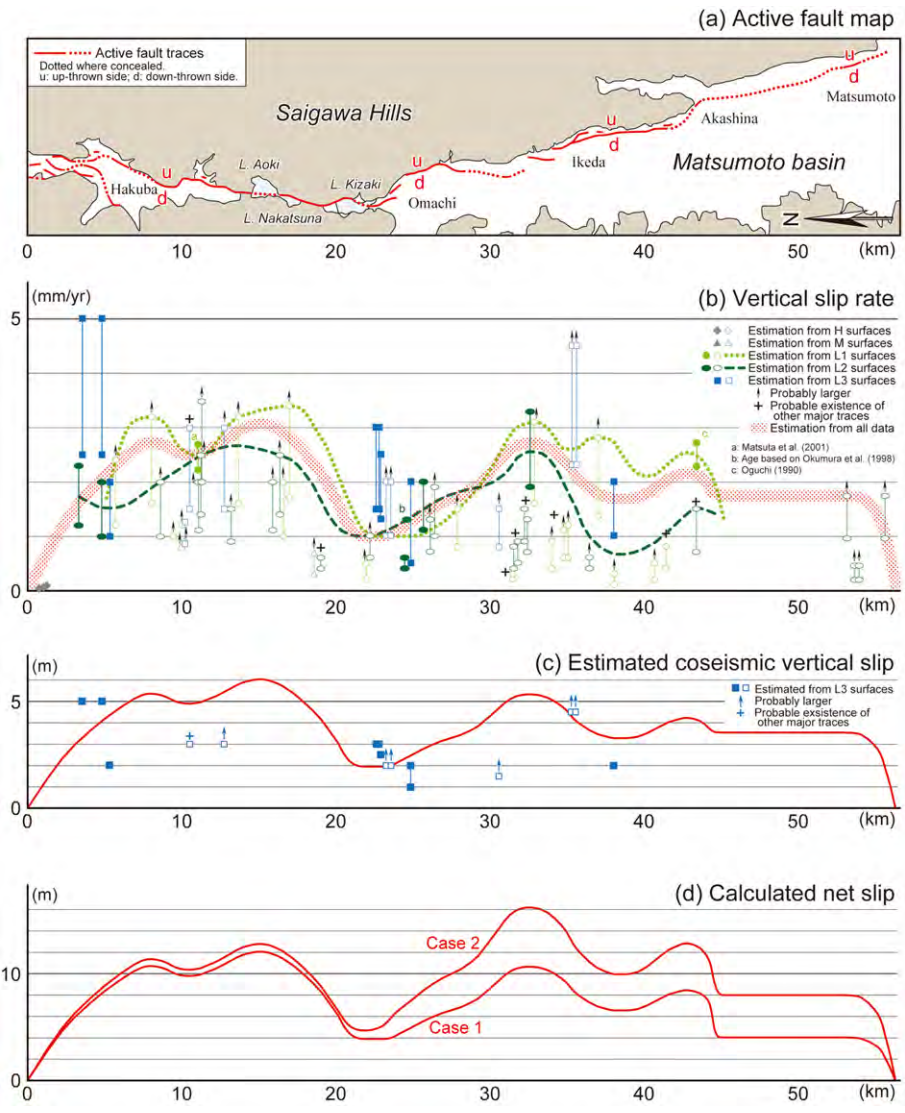 (a) Active fault map
Active fault traces
Dotted where concealed.
u: up-thrown side; d: down-thrown side.
Saigawa Hills
u
d
Matsumoto
Akashina
u
d
Ikeda
Matsumoto basin
L. Aoki
L. Kizaki
u
d
Hakuba
u
d
Omachi
L. Nakatsuna
N
0 10 20 30 40 50 (km)
(mm/yr)
(b) Vertical slip rate
5
Estimation from H surfaces
Estimation from M surfaces
Estimation from L1 surfaces
Estimation from L2 surfaces
Estimation from L3 surfaces
Probably larger
Probable existence of
other major traces
Estimation from all data
a: Matsuta et al. (2001)
b. Age based on Okumura et al. (1998)
c: Oguchi (1990)
a
b
c
0
0 10 20 30 40 50 (km)
(m)
(c) Estimated coseismic vertical slip
5
Estimated from L3 surfaces
Probably larger
Probable exsistence of
other major traces
0
0 10 20 30 40 50 (km)
(m)
(d) Calculated net slip
Case 2
10
Case 1
0
0 10 20 30 40 50 (km)